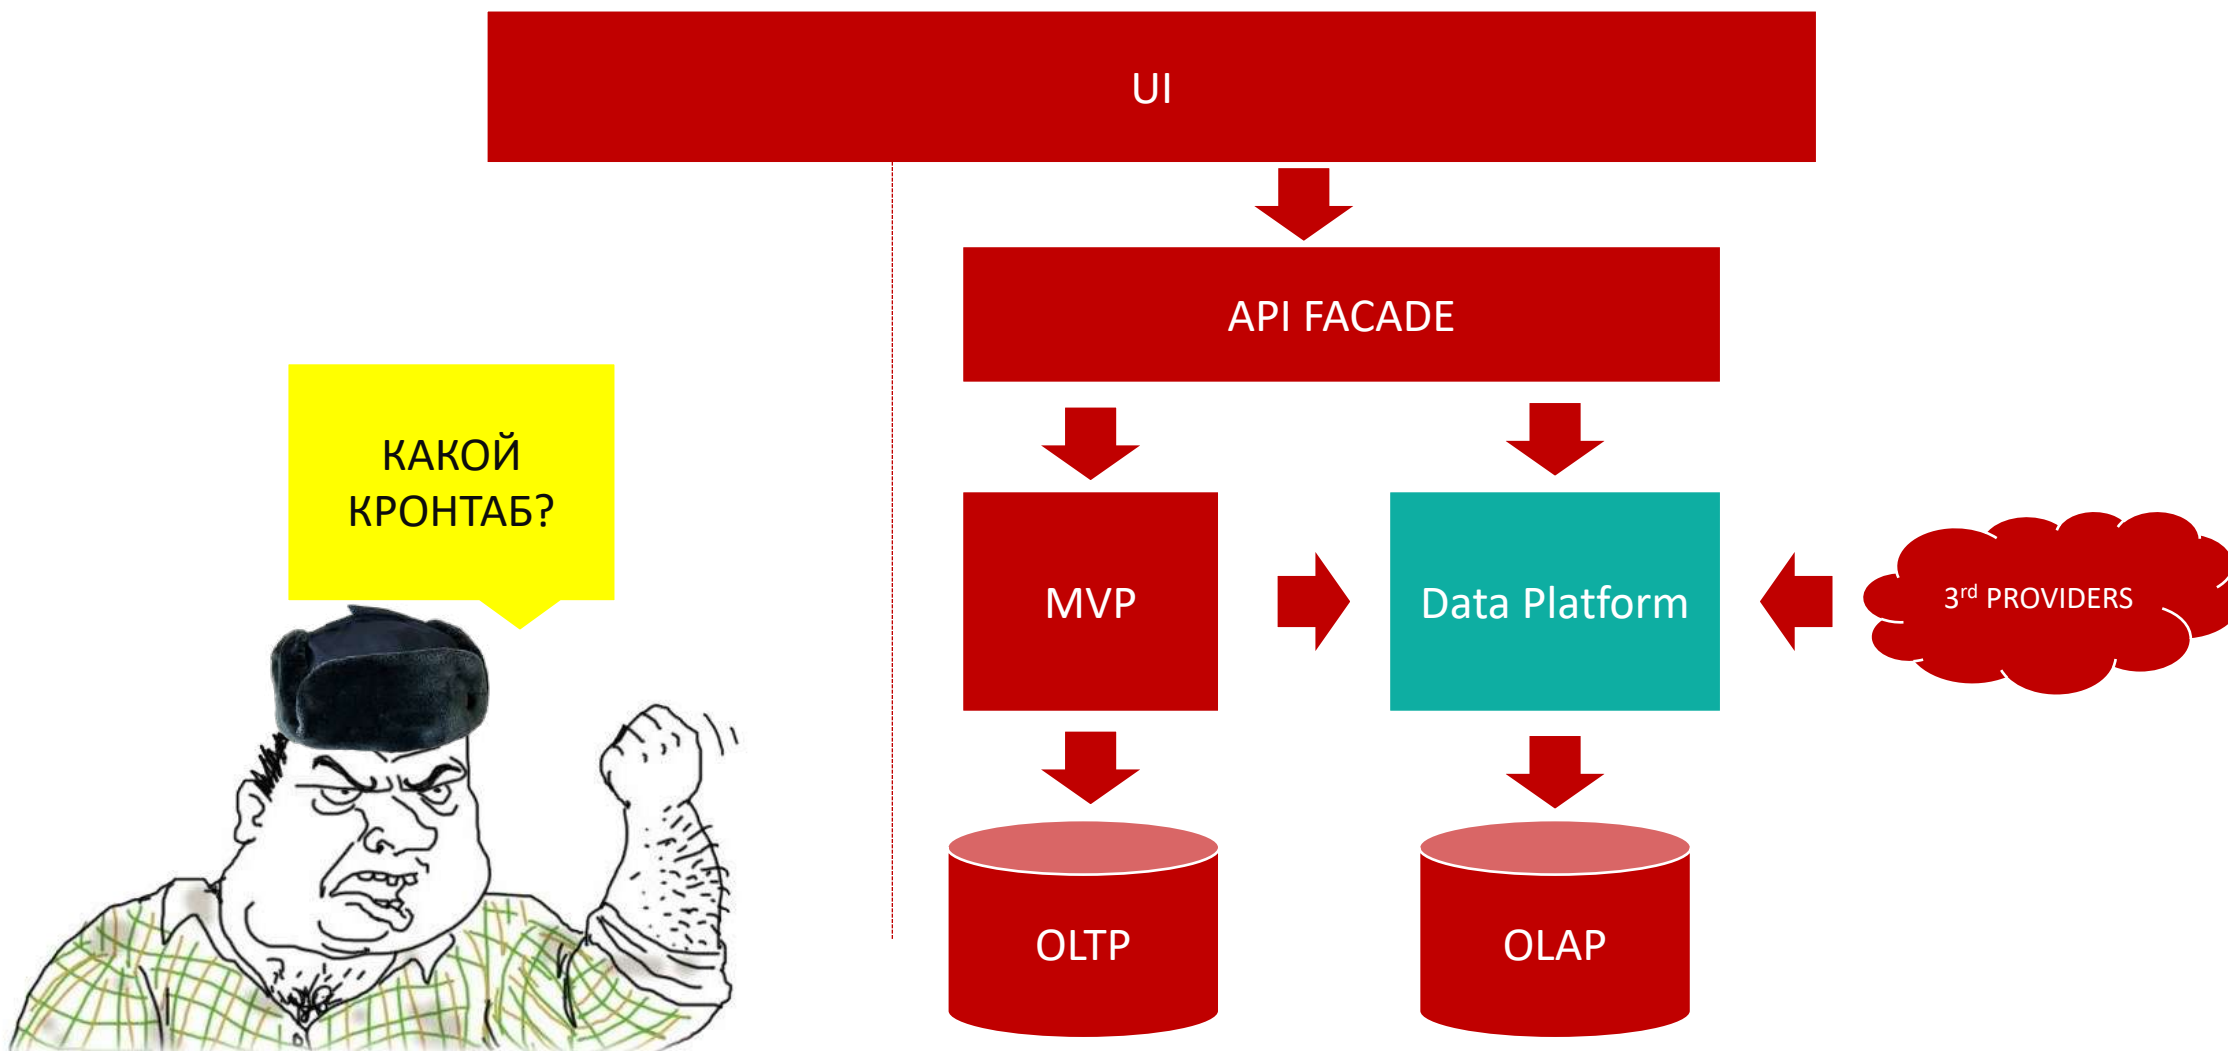 UI
API FACADE
КАКОЙ
КРОНТАБ?
MVP
Data Platform
3rd PROVIDERS
OLTP
OLAP